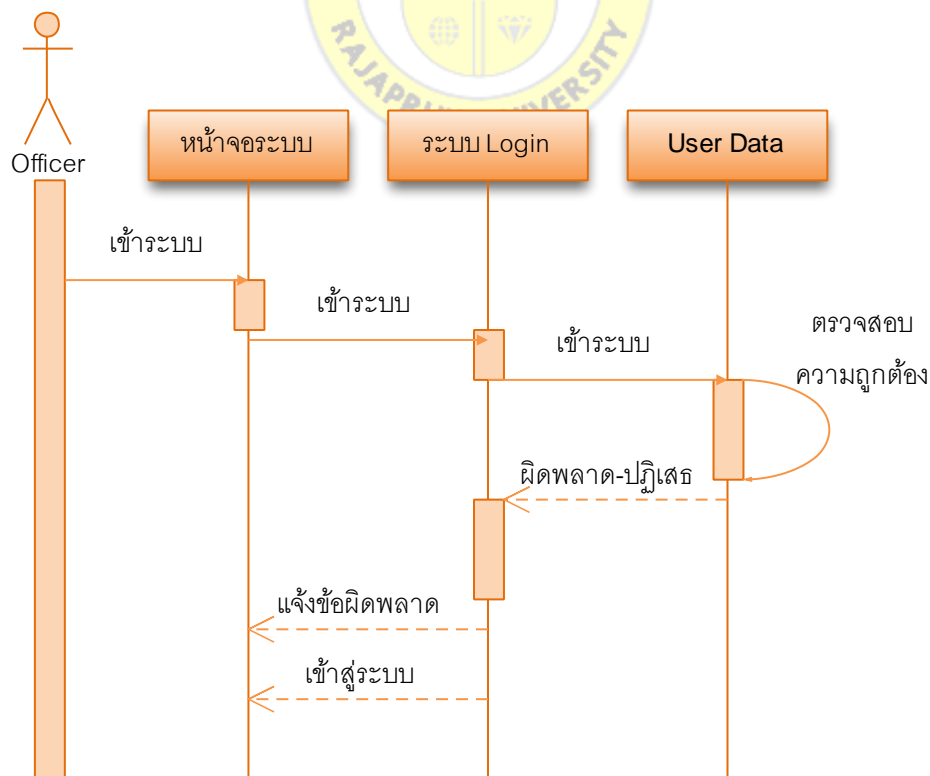 RAJAPRUK UNIVERSITY
Officer
หน้าจอระบบ
ระบบ Login
User Data
เข้าระบบ
เข้าระบบ
เข้าระบบ
ตรวจสอบ
ความถูกต้อง
ผิดพลาด-ปฏิเสธ
แจ้งข้อผิดพลาด
เข้าสู่ระบบ